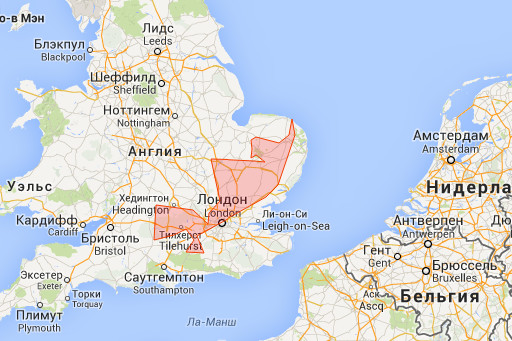 о-в Мэн
Лидс
Leeds
Блэкпул
Blackpool
Шеффилд
Sheffield
Ноттингем
Nottingham
Англия
Амстердам
Amsterdam
Уэльс
Нидерла
Хедингтон
Headington
Лондон
London
Кардифф
Cardiff
Бристоль
Bristol
Тилхерст
Tilehurst
Ли-он-Си
Leigh-on-Sea
Антверпен
Antwerpen
Дю
Гент
Gent
Брюссель
Bruxelles
Саутгемптон
Southampton
Эксетер
Exeter
Торки
Torquay
Аск
Ascq
Бельгия
Плимут
Plymouth
Ла-Манш